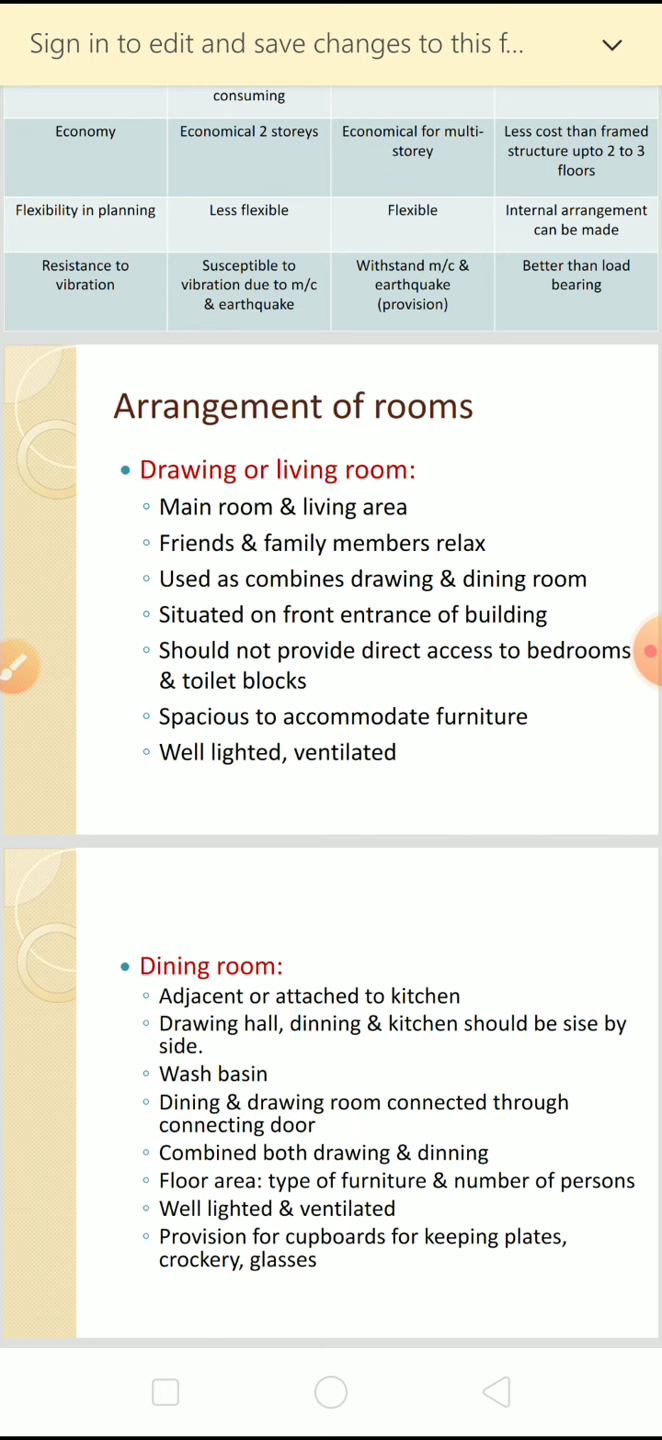 Sign in to edit and save changes to this f...
consuming
Economy
Economical 2 storeys
Economical for multi-
storey
Less cost than framed
structure upto 2 to 3
floors
Flexibility in planning
Less flexible
Flexible
Internal arrangement
can be made
Resistance to
vibration
Susceptible to
vibration due to m/c
& earthquake
Withstand m/c &
earthquake
(provision)
Better than load
bearing
Arrangement of rooms
• Drawing or living room:
◦ Main room & living area
◦ Friends & family members relax
◦ Used as combines drawing & dining room
◦ Situated on front entrance of building
◦ Should not provide direct access to bedrooms
& toilet blocks
◦ Spacious to accommodate furniture
◦ Well lighted, ventilated
• Dining room:
◦ Adjacent or attached to kitchen
◦ Drawing hall, dinning & kitchen should be sise by
side.
◦ Wash basin
◦ Dining & drawing room connected through
connecting door
◦ Combined both drawing & dinning
◦ Floor area: type of furniture & number of persons
◦ Well lighted & ventilated
◦ Provision for cupboards for keeping plates,
crockery, glasses